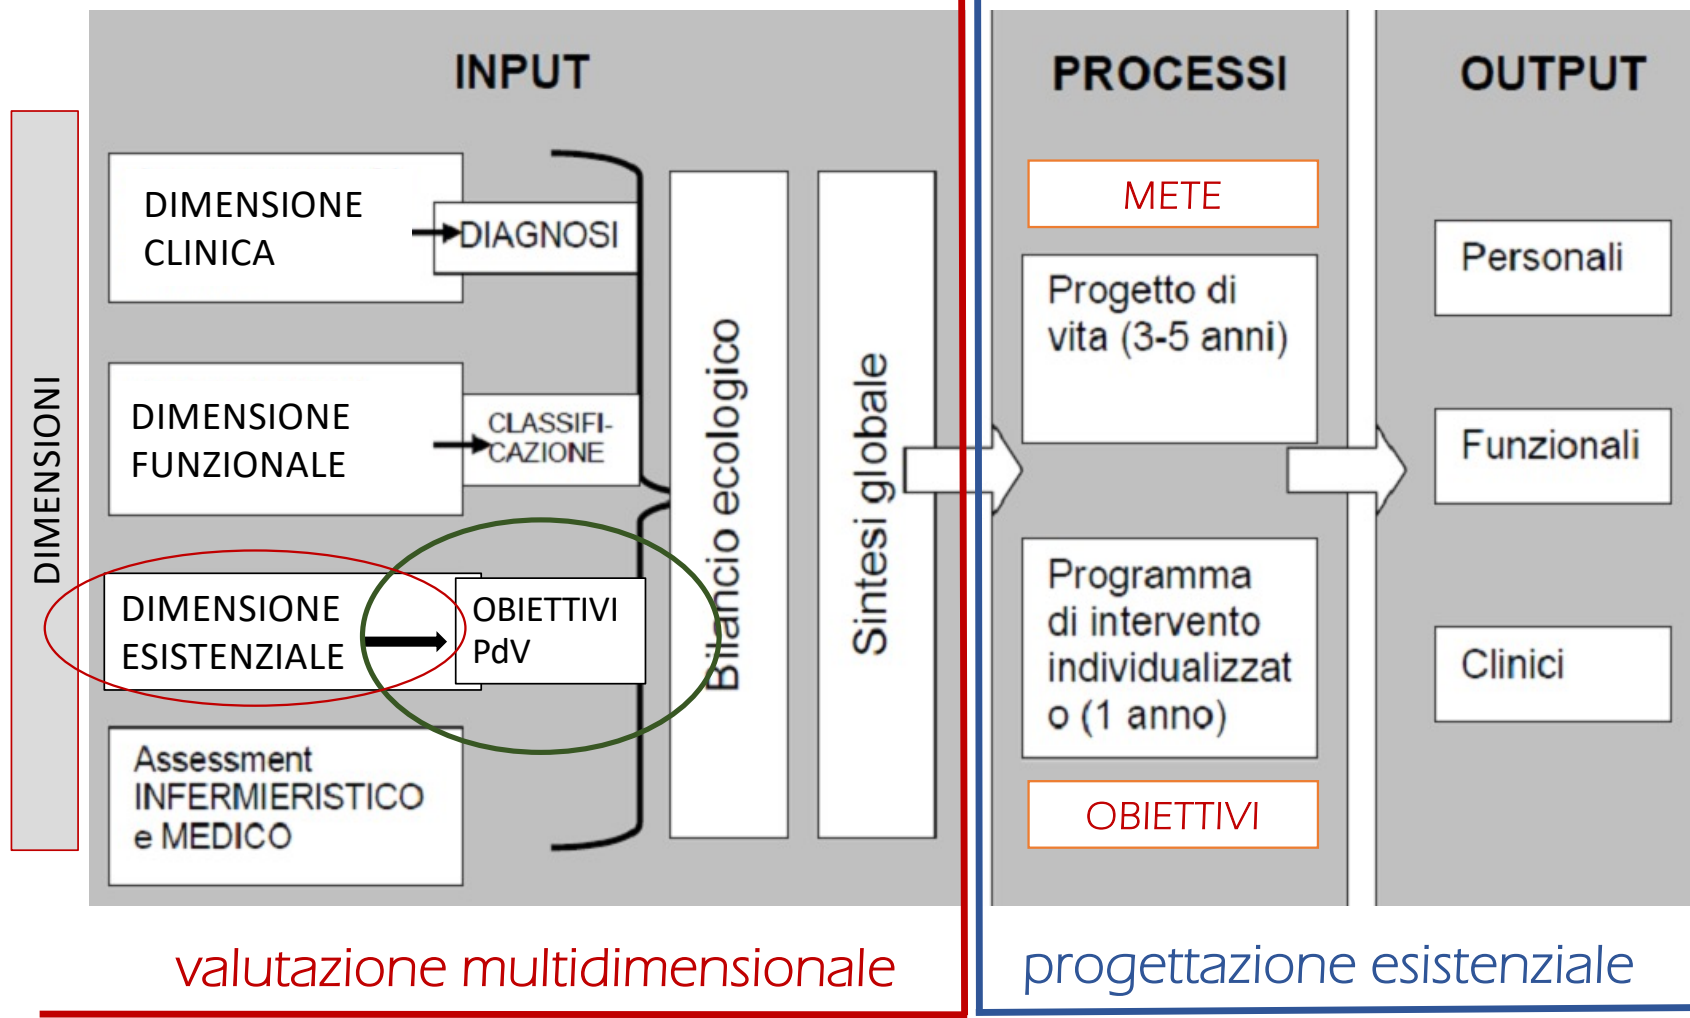 INPUT
PROCESSI
OUTPUT
DIMENSIONI
DIMENSIONE
CLINICA
DIAGNOSI
DIMENSIONE
FUNZIONALE
CLASSIFI-
CAZIONE
DIMENSIONE
ESISTENZIALE
OBIETTIVI
PdV
Assessment
INFERMIERISTICO
e MEDICO
Bilancio ecologico
Sintesi globale
METE
Progetto di
vita (3-5 anni)
Programma
di intervento
individualizzat
o (1 anno)
OBIETTIVI
Personali
Funzionali
Clinici
valutazione multidimensionale
progettazione esistenziale